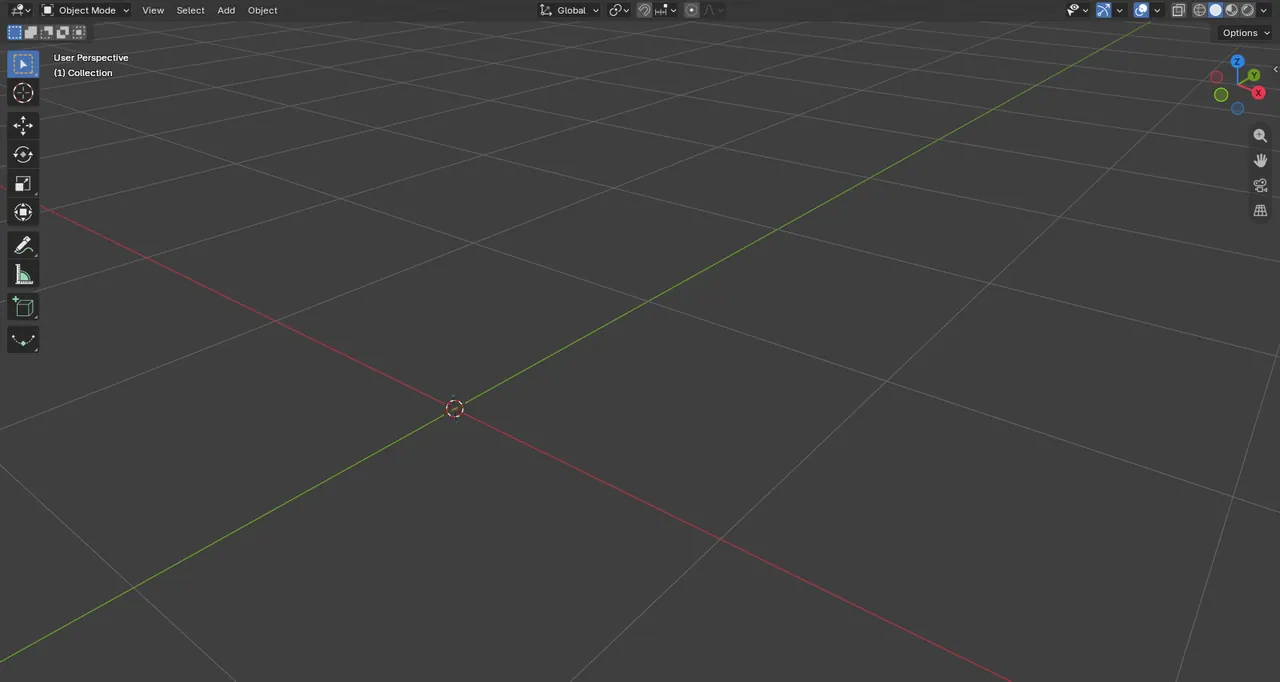 Object Mode View Select Add Object Global
Options
User Perspective
(1) Collection
Z
Y
X